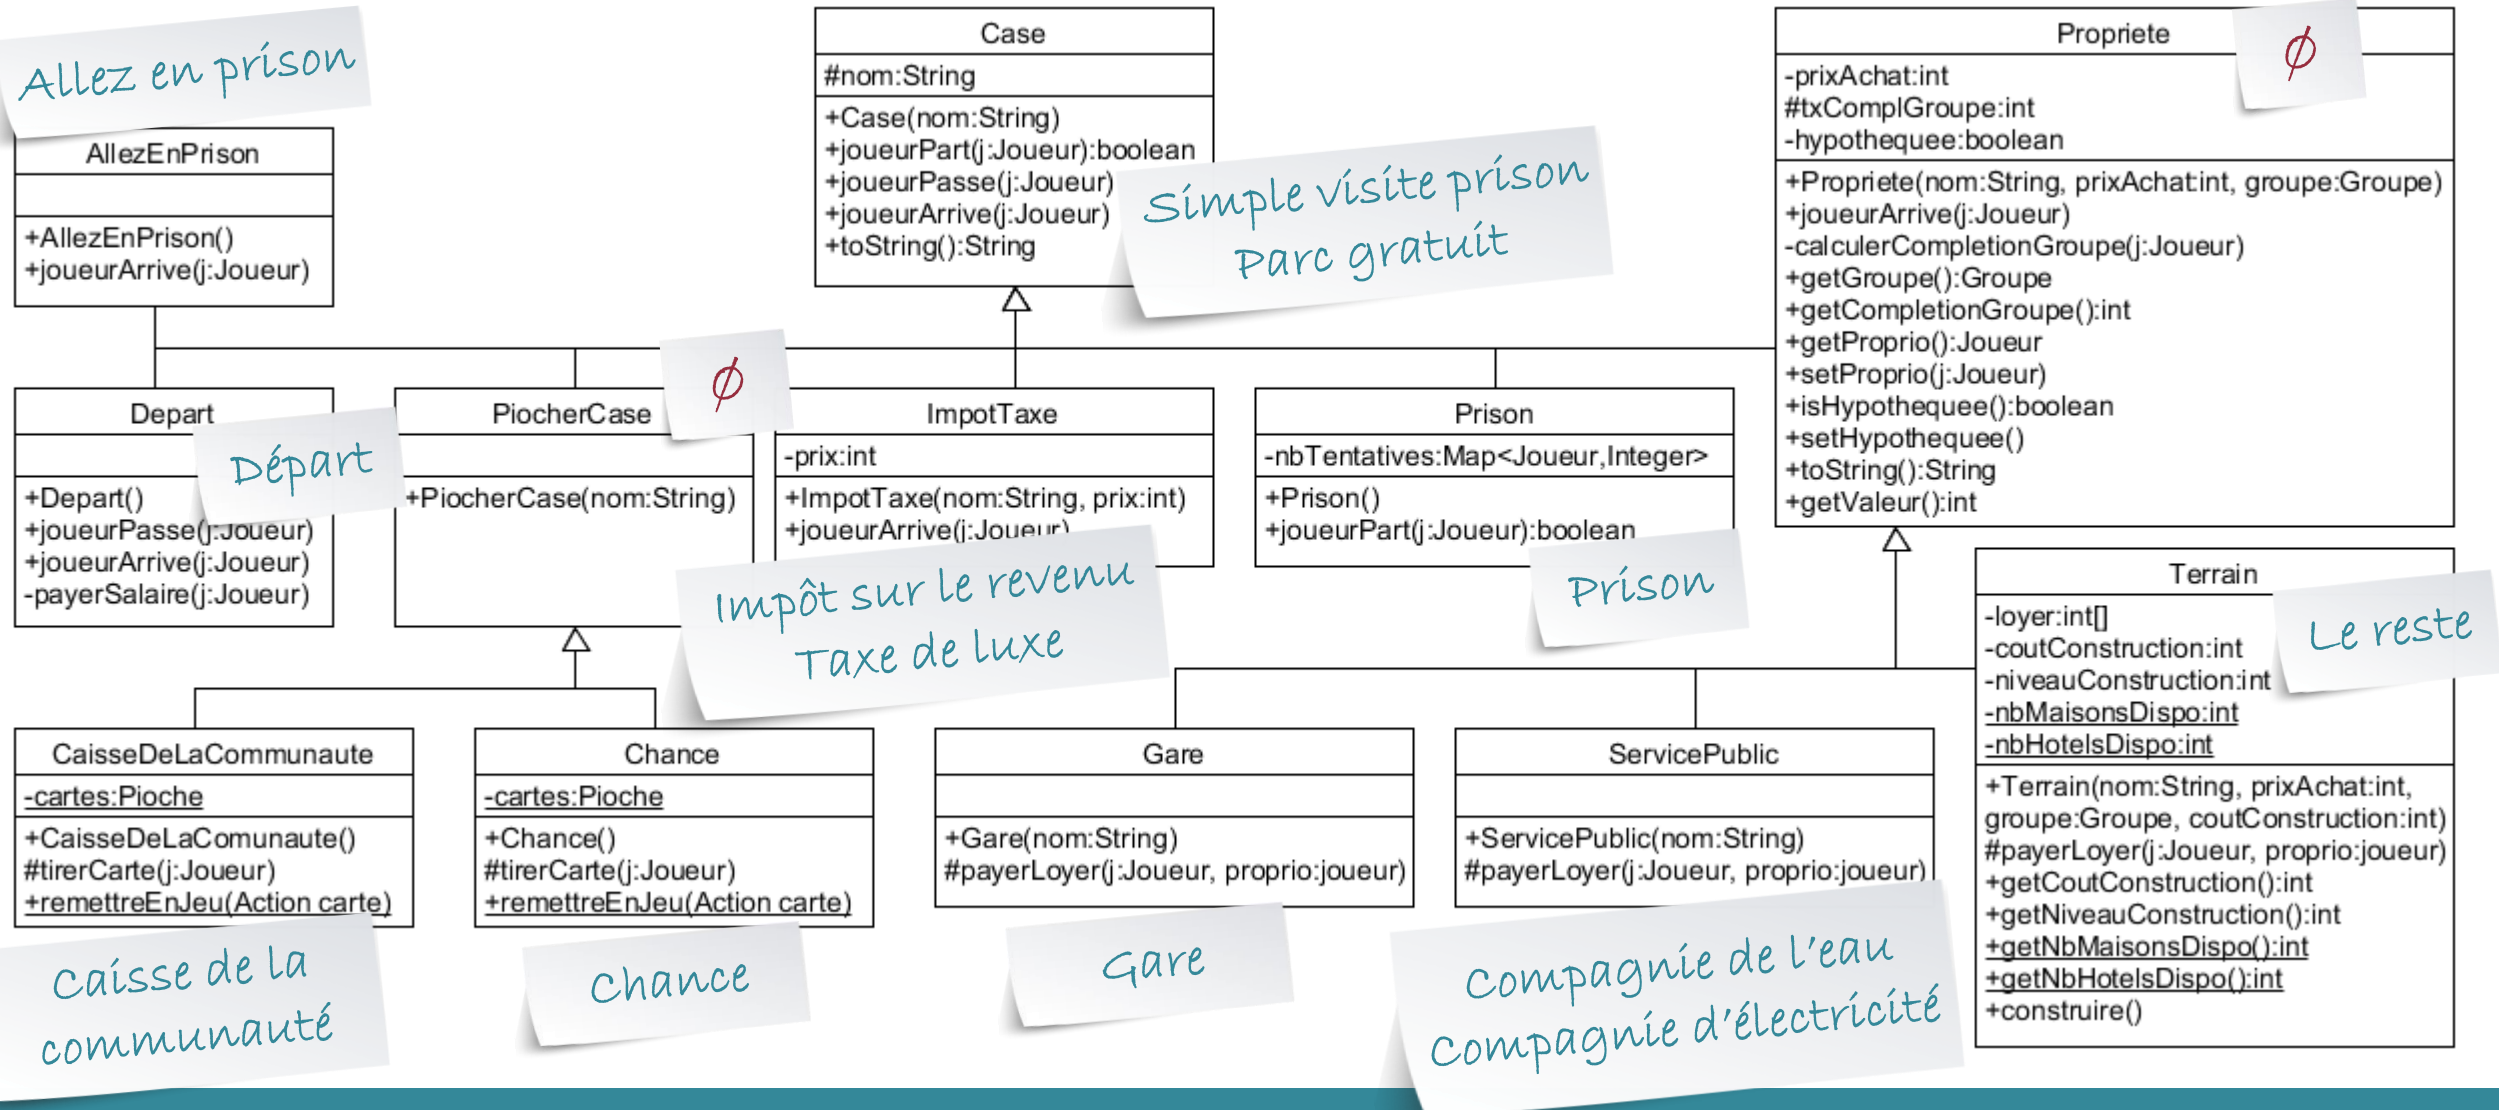 Allez en prison
AllezEnPrison
+AllezEnPrison()
+joueurArrive(j:Joueur)
Case
#nom:String
+Case(nom:String)
+joueurPart(j:Joueur):boolean
+joueurPasse(j:Joueur)
+joueurArrive(j:Joueur)
+toString():String
Simple visite prison
Parc gratuit
Propriete
Ø
-prixAchat:int
#txComplGroupe:int
-hypothequee:boolean
+Propriete(nom:String, prixAchat:int, groupe:Groupe)
+joueurArrive(j:Joueur)
-calculerCompletionGroupe(j:Joueur)
+getGroupe():Groupe
+getCompletionGroupe():int
+getProprio():Joueur
+setProprio(j:Joueur)
+isHypothequee():boolean
+setHypothequee()
+toString():String
+getValeur():int
Depart
Départ
+Depart()
+joueurPasse(j:Joueur)
+joueurArrive(j:Joueur)
-payerSalaire(j:Joueur)
PiocherCase
Ø
+PiocherCase(nom:String)
ImpotTaxe
-prix:int
+ImpotTaxe(nom:String, prix:int)
+joueurArrive(j:Joueur)
Impôt sur le revenu
Taxe de luxe
Prison
-nbTentatives:Map<Joueur,Integer>
+Prison()
+joueurPart(j:Joueur):boolean
Prison
Terrain
Le reste
-loyer:int[]
-coutConstruction:int
-niveauConstruction:int
-nbMaisonsDispo:int
-nbHotelsDispo:int
+Terrain(nom:String, prixAchat:int,
groupe:Groupe, coutConstruction:int)
#payerLoyer(j:Joueur, proprio:joueur)
+getCoutConstruction():int
+getNiveauConstruction():int
+getNbMaisonsDispo():int
+getNbHotelsDispo():int
+construire()
CaisseDeLaCommunaute
-cartes:Pioche
+CaisseDeLaComunaute()
#tirerCarte(j:Joueur)
+remettreEnJeu(Action carte)
Caisse de la
communauté
Chance
-cartes:Pioche
+Chance()
#tirerCarte(j:Joueur)
+remettreEnJeu(Action carte)
Chance
Gare
+Gare(nom:String)
#payerLoyer(j:Joueur, proprio:joueur)
Gare
ServicePublic
+ServicePublic(nom:String)
#payerLoyer(j:Joueur, proprio:joueur)
Compagnie de l'eau
Compagnie d'électricité